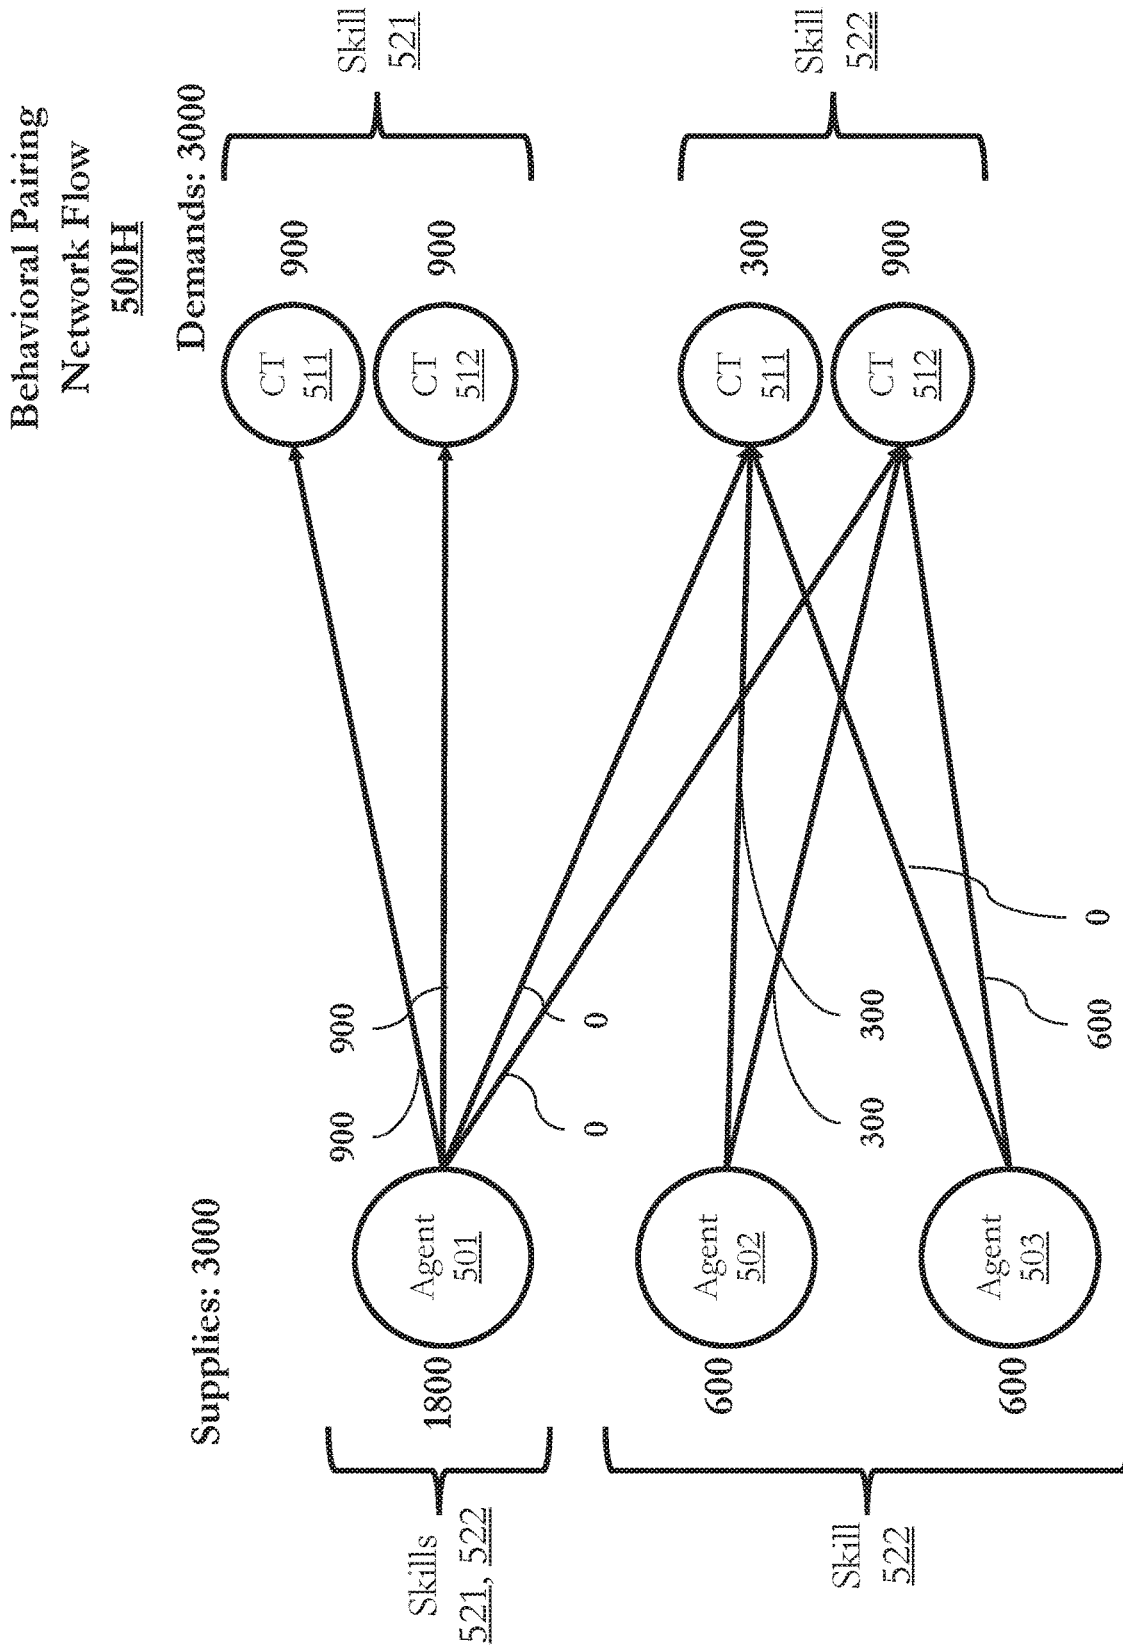 Behavioral Pairing
Network Flow
500H
Supplies: 3000
Demands: 3000
Skills
521, 522
1800
Agent
501
900
900
0
0
CT
511
900
CT
512
900
Skill
521
Skill
522
600
Agent
502
300
300
600
Agent
503
600
0
CT
511
300
CT
512
900
Skill
522